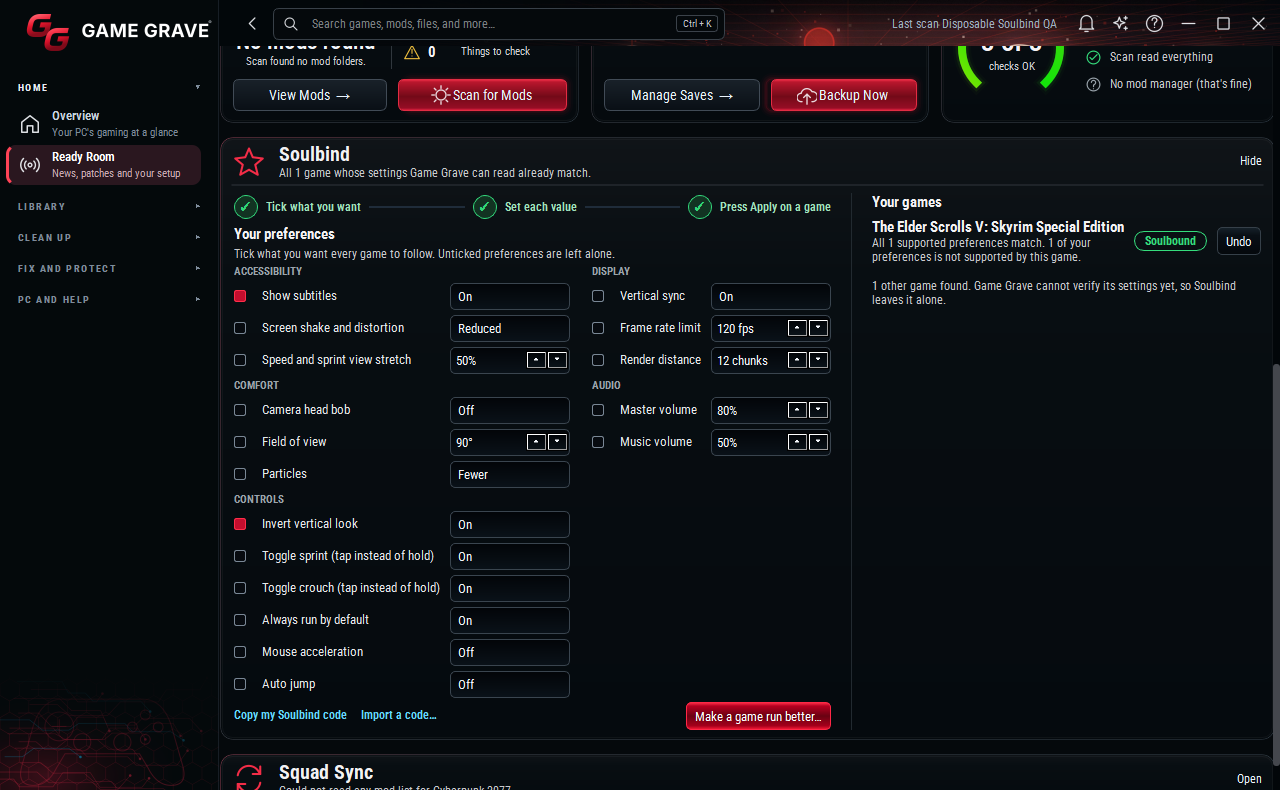 GAME GRAVE
Search games, mods, files, and more...
Ctrl + K
Last scan Disposable Soulbind QA
HOME
Overview
Your PC's gaming at a glance
Ready Room
News, patches and your setup
LIBRARY
CLEAN UP
FIX AND PROTECT
PC AND HELP
No mods found
Scan found no mod folders.
0
Things to check
View Mods →
Scan for Mods
Manage Saves →
Backup Now
checks OK
Scan read everything
No mod manager (that's fine)
Soulbind
All 1 game whose settings Game Grave can read already match.
Hide
Tick what you want
Set each value
Press Apply on a game
Your preferences
Tick what you want every game to follow. Unticked preferences are left alone.
ACCESSIBILITY
Show subtitles
On
Screen shake and distortion
Reduced
Speed and sprint view stretch
50%
COMFORT
Camera head bob
Off
Field of view
90°
Particles
Fewer
CONTROLS
Invert vertical look
On
Toggle sprint (tap instead of hold)
On
Toggle crouch (tap instead of hold)
On
Always run by default
On
Mouse acceleration
Off
Auto jump
Off
DISPLAY
Vertical sync
On
Frame rate limit
120 fps
Render distance
12 chunks
AUDIO
Master volume
80%
Music volume
50%
Copy my Soulbind code
Import a code...
Make a game run better...
Your games
The Elder Scrolls V: Skyrim Special Edition
All 1 supported preferences match. 1 of your
preferences is not supported by this game.
Soulbound
Undo
1 other game found. Game Grave cannot verify its settings yet, so Soulbind
leaves it alone.
Squad Sync
Could not read any mod list for Cyberpunk 2077
Open